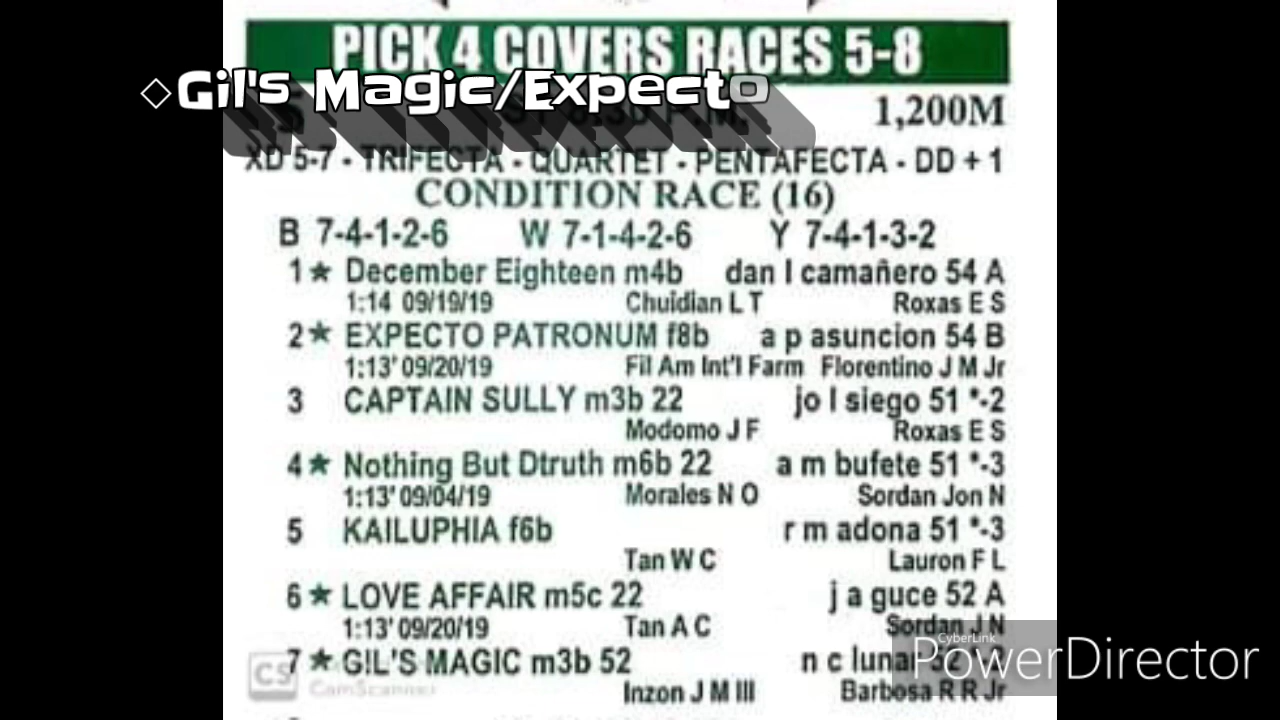 PICK 4 COVERS RACES 5-8
◇Gil's Magic/Expecto
1,200M
XD 5-7 - TRIFECTA - QUARTET - PENTAFECTA - DD + 1
CONDITION RACE (16)
B 7-4-1-2-6 W 7-1-4-2-6 Y 7-4-1-3-2
1★ December Eighteen m4b dan l camañero 54 A
1:14 09/19/19 Chuidian L T Roxas E S
2★ EXPECTO PATRONUM f8b a p asuncion 54 B
1:13' 09/20/19 Fil Am Int'l Farm Florentino J M Jr
3 CAPTAIN SULLY m3b 22 jo l siego 51 *-2
Modomo J F Roxas E S
4★ Nothing But Dtruth m6b 22 a m bufete 51 *-3
1:13' 09/04/19 Morales N O Sordan Jon N
5 KAILUPHIA f6b r m adona 51 *-3
Tan W C Lauron F L
6★ LOVE AFFAIR m5c 22 j a guce 52 A
1:13' 09/20/19 Tan A C Sordan J N
7★ GIL'S MAGIC m3b 52 n c lunar
Inzon J M III Barbosa R R Jr
CS CamScanner
CyberLink
PowerDirector